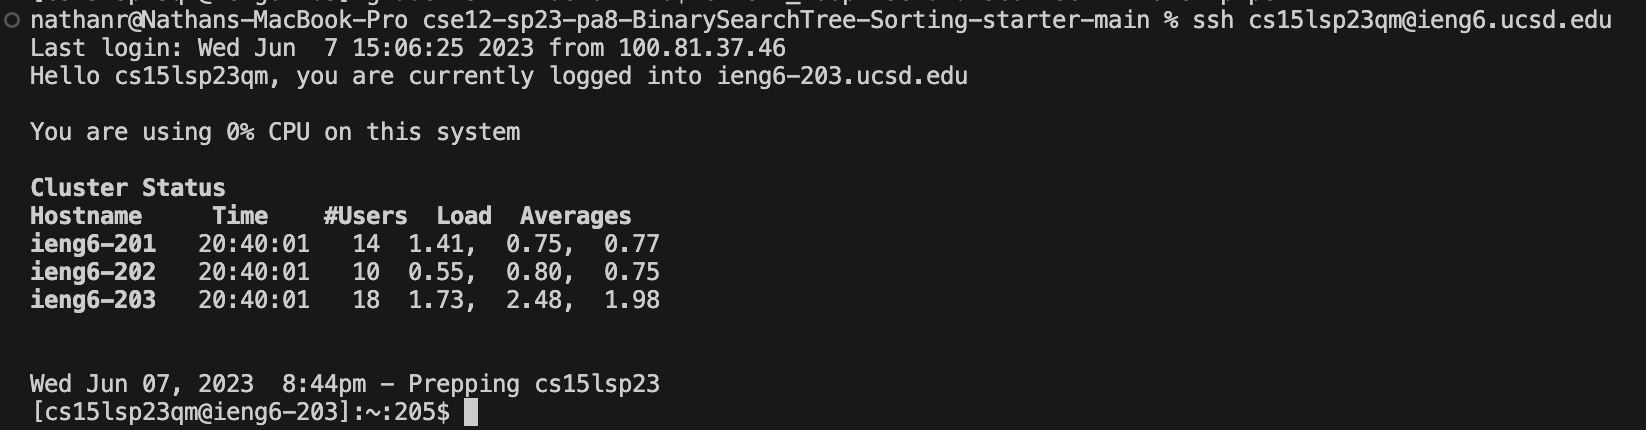 nathanr@Nathans-MacBook-Pro cse12-sp23-pa8-BinarySearchTree-Sorting-starter-main % ssh cs15lsp23qm@ieng6.ucsd.edu
Last login: Wed Jun  7 15:06:25 2023 from 100.81.37.46
Hello cs15lsp23qm, you are currently logged into ieng6-203.ucsd.edu
You are using 0% CPU on this system
Cluster Status
Hostname     Time    #Users  Load  Averages
ieng6-201   20:40:01   14  1.41,  0.75,  0.77
ieng6-202   20:40:01   10  0.55,  0.80,  0.75
ieng6-203   20:40:01   18  1.73,  2.48,  1.98
Wed Jun 07, 2023  8:44pm - Prepping cs15lsp23
[cs15lsp23qm@ieng6-203]:~:205$